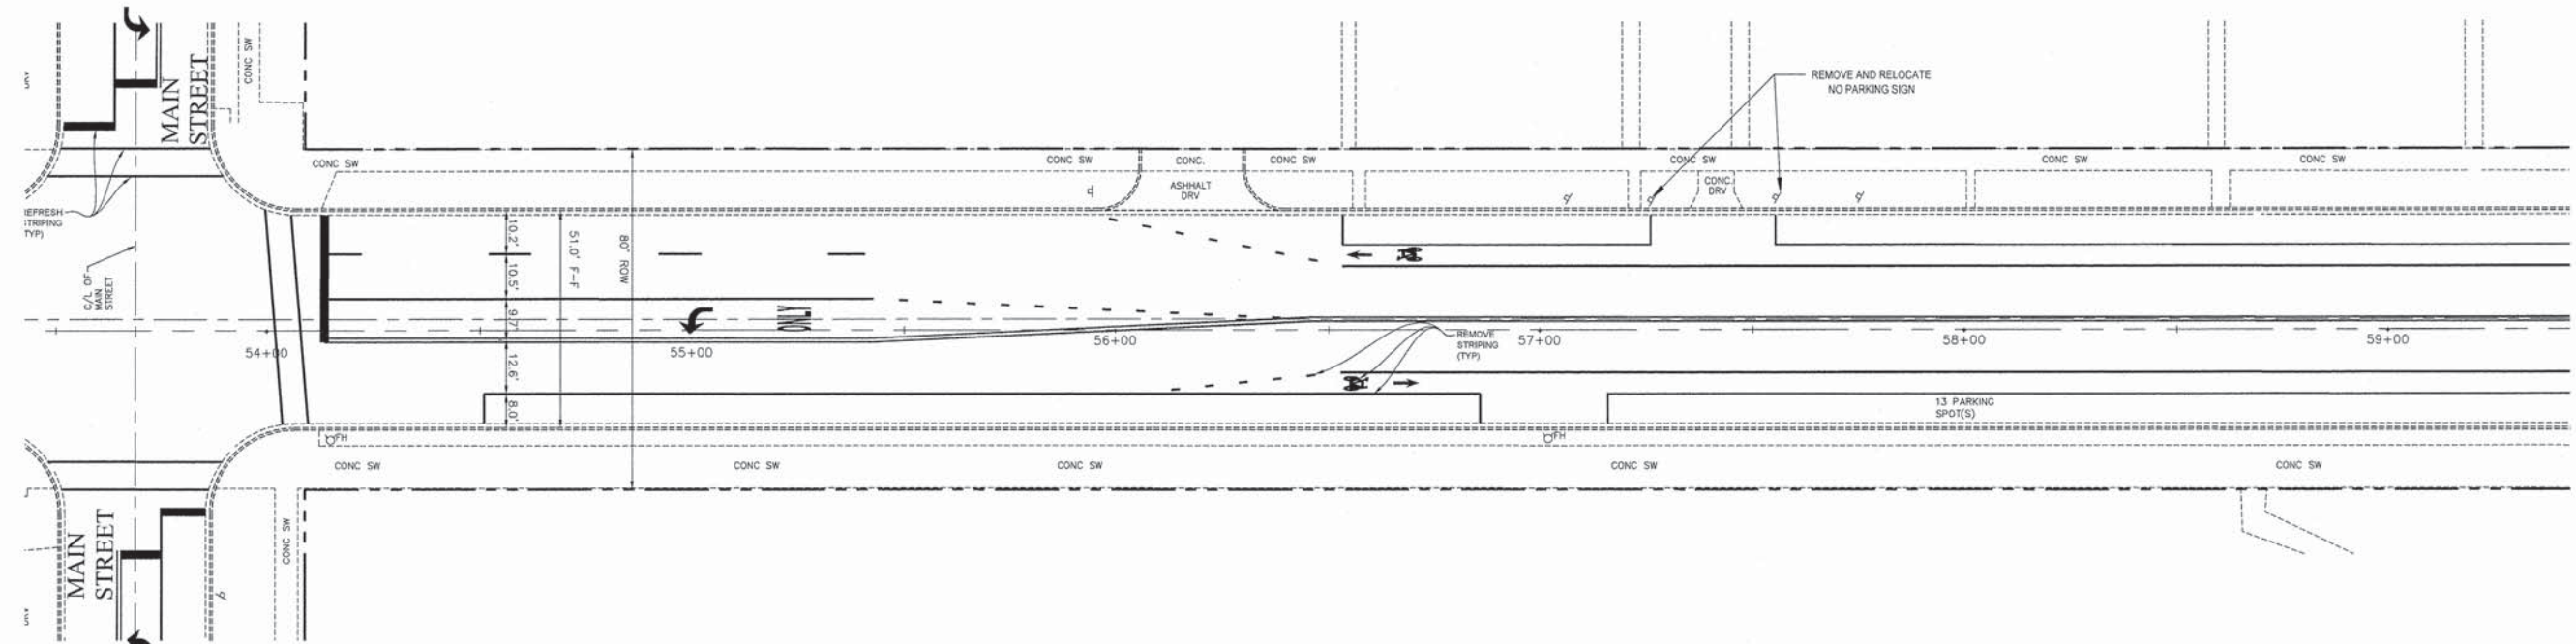 MAIN
STREET
CONC SW
REMOVE AND RELOCATE
NO PARKING SIGN
CONC SW
CONC SW
CONC.
CONC SW
CONC SW
CONC SW
CONC SW
ASHHALT
DRV
CONC.
DRV
EFRESH
TRIPING
TYP)
C/L OF
MAIN
STREET
10.2'
10.5'
9.7'
12.6'
8.0'
51.0' F-F
80' ROW
ONLY
54+00
55+00
56+00
57+00
58+00
59+00
REMOVE
STRIPING
(TYP)
13 PARKING
SPOT(S)
FH
FH
CONC SW
CONC SW
CONC SW
CONC SW
CONC SW
MAIN
STREET
CONC SW